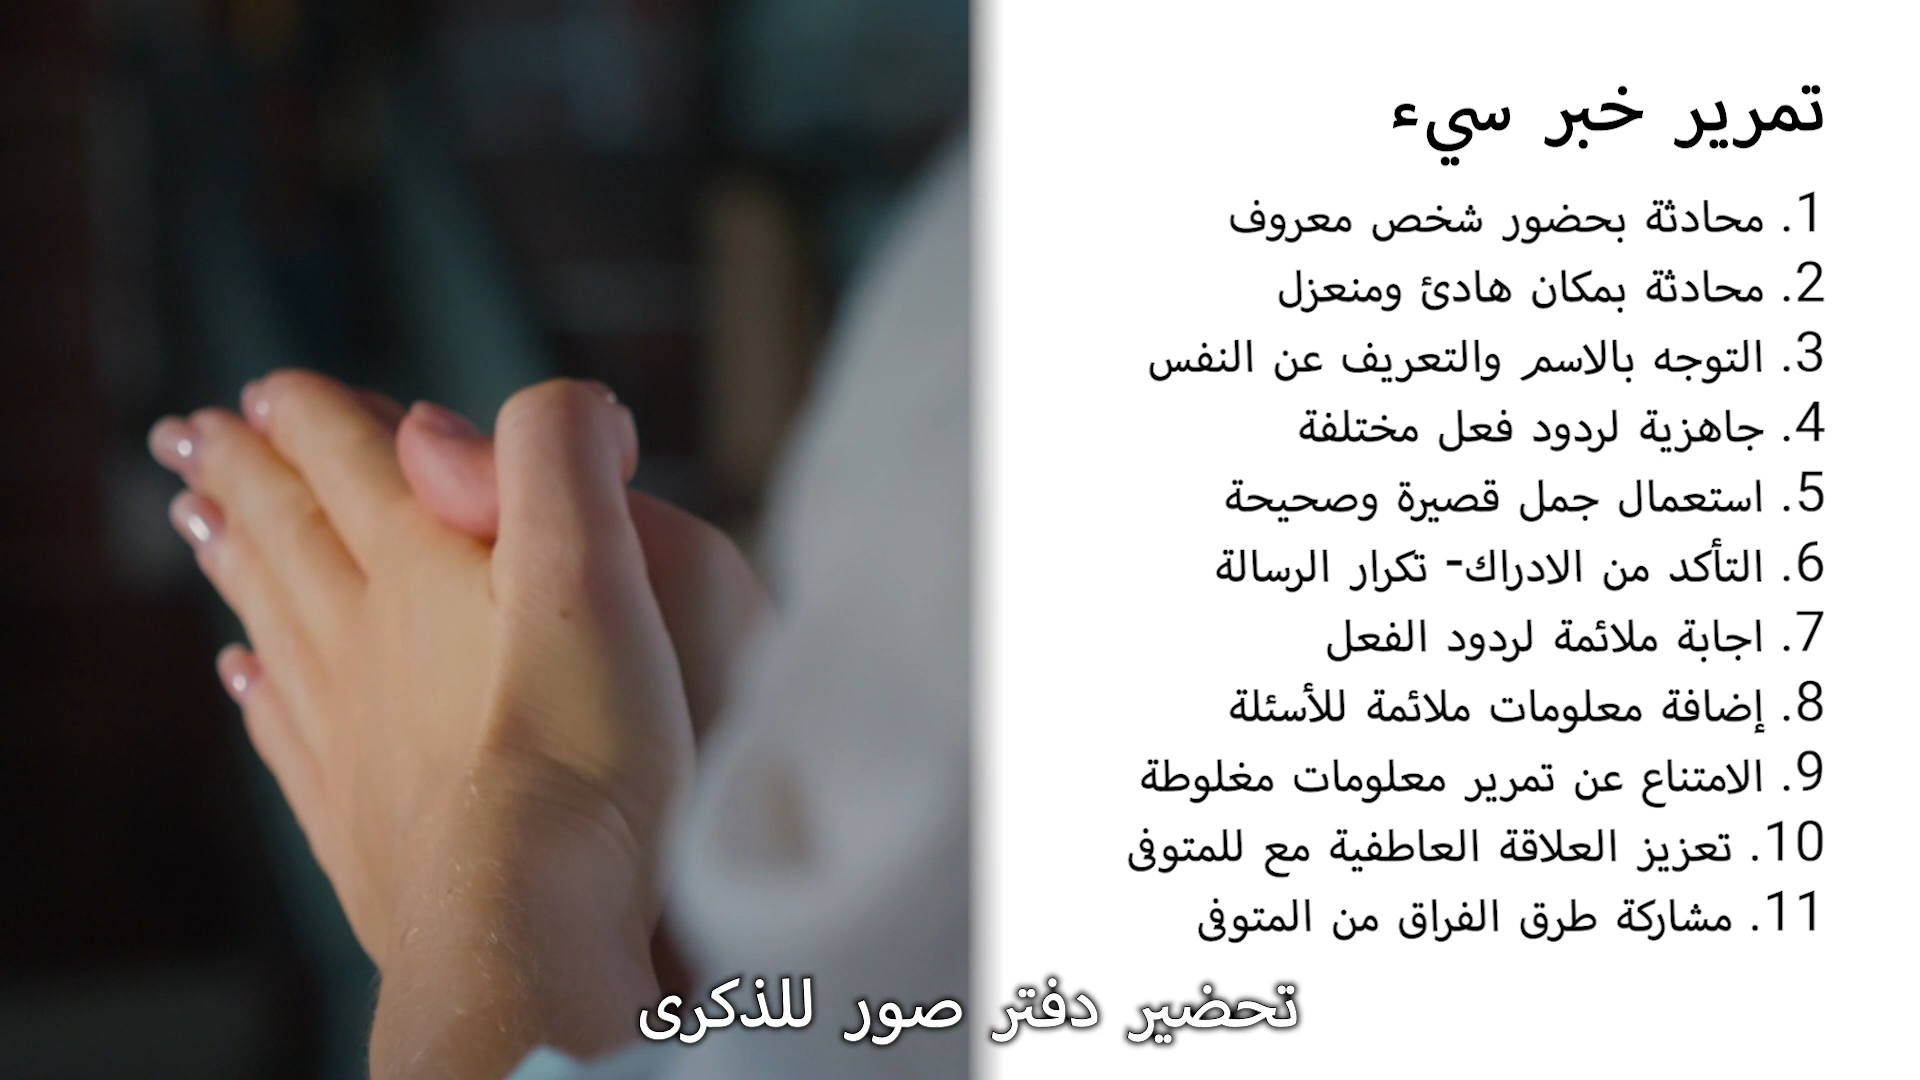 تمرير خبر سيء
1. محادثة بحضور شخص معروف
2. محادثة بمكان هادئ ومنعزل
3. التوجه بالاسم والتعريف عن النفس
4. جاهزية لردود فعل مختلفة
5. استعمال جمل قصيرة وصحيحة
6. التأكد من الادراك- تكرار الرسالة
7. اجابة ملائمة لردود الفعل
8. إضافة معلومات ملائمة للأسئلة
9. الامتناع عن تمرير معلومات مغلوطة
10. تعزيز العلاقة العاطفية مع للمتوفى
11. مشاركة طرق الفراق من المتوفى
تحضير دفتر صور للذكرى